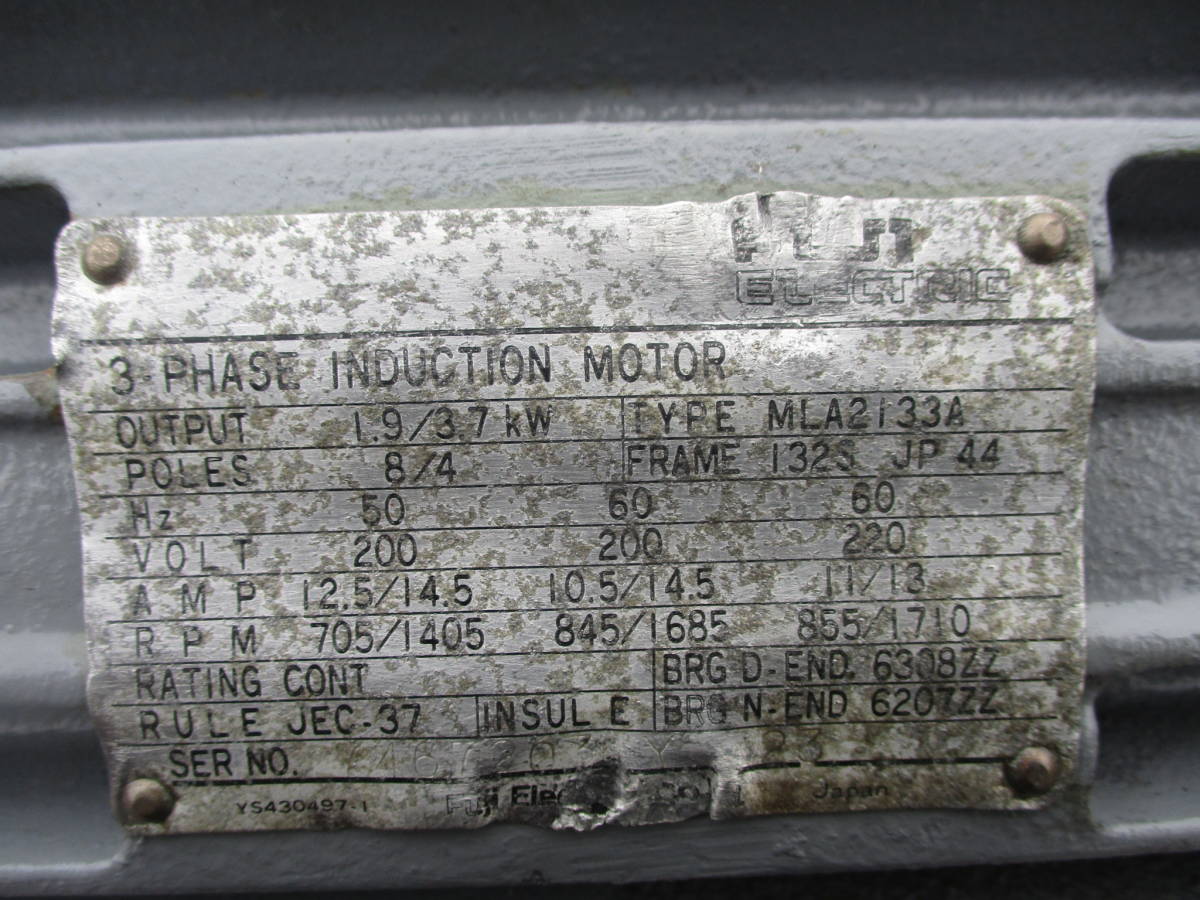 FUJI
ELECTRIC
3-PHASE INDUCTION MOTOR
OUTPUT 1.9/3.7 kW TYPE MLA2133A
POLES 8/4 FRAME 132S JP 44
Hz 50 60 60
VOLT 200 200 220
AMP 12.5/14.5 10.5/14.5 11/13
RPM 705/1405 845/1685 855/1710
RATING CONT BRG D-END. 6308ZZ
RULE JEC-37 INSUL E BRG N-END 6207ZZ
SER NO.
YS430497-1 Fuji Japan